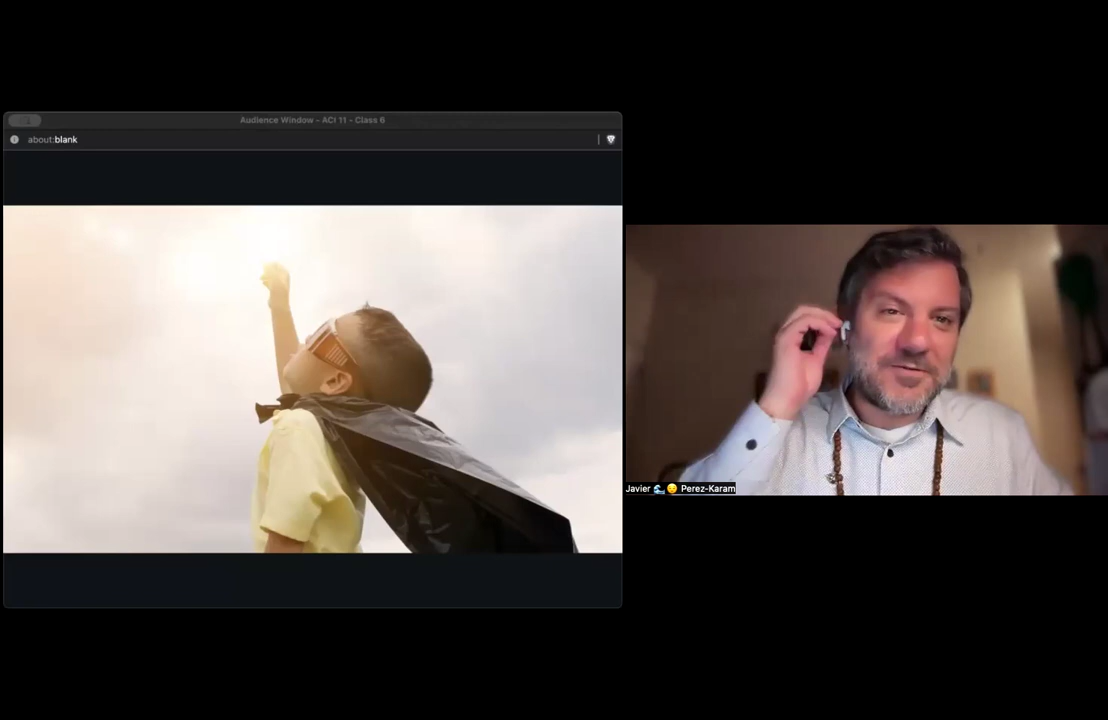 Audience Window - ACI 11 - Class 6
about:blank
Javier 🌊 😏 Perez-Karam